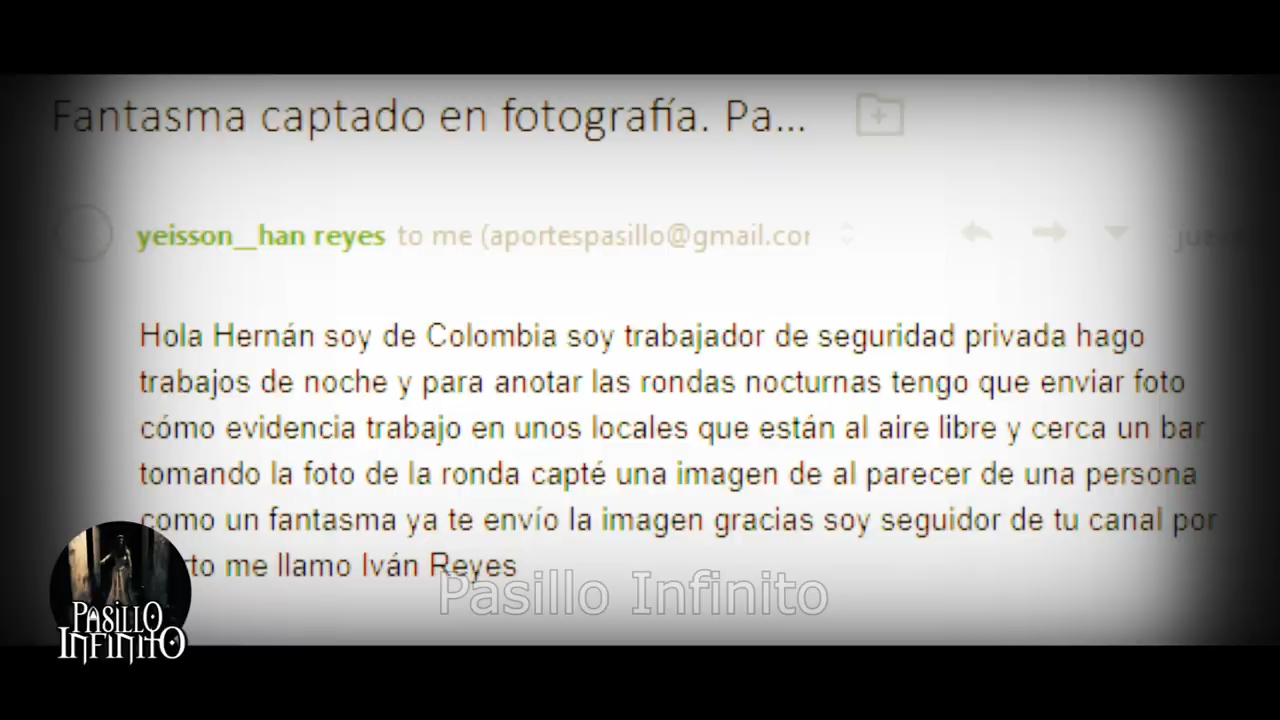 Fantasma captado en fotografía. Pa...
yeisson_han reyes to me (aportespasillo@gmail.cor
Hola Hernán soy de Colombia soy trabajador de seguridad privada hago
trabajos de noche y para anotar las rondas nocturnas tengo que enviar foto
cómo evidencia trabajo en unos locales que están al aire libre y cerca un bar
tomando la foto de la ronda capté una imagen de al parecer de una persona
como un fantasma ya te envío la imagen gracias soy seguidor de tu canal por
to me llamo Iván Reyes
Pasillo Infinito
PASILLO
INFINITO